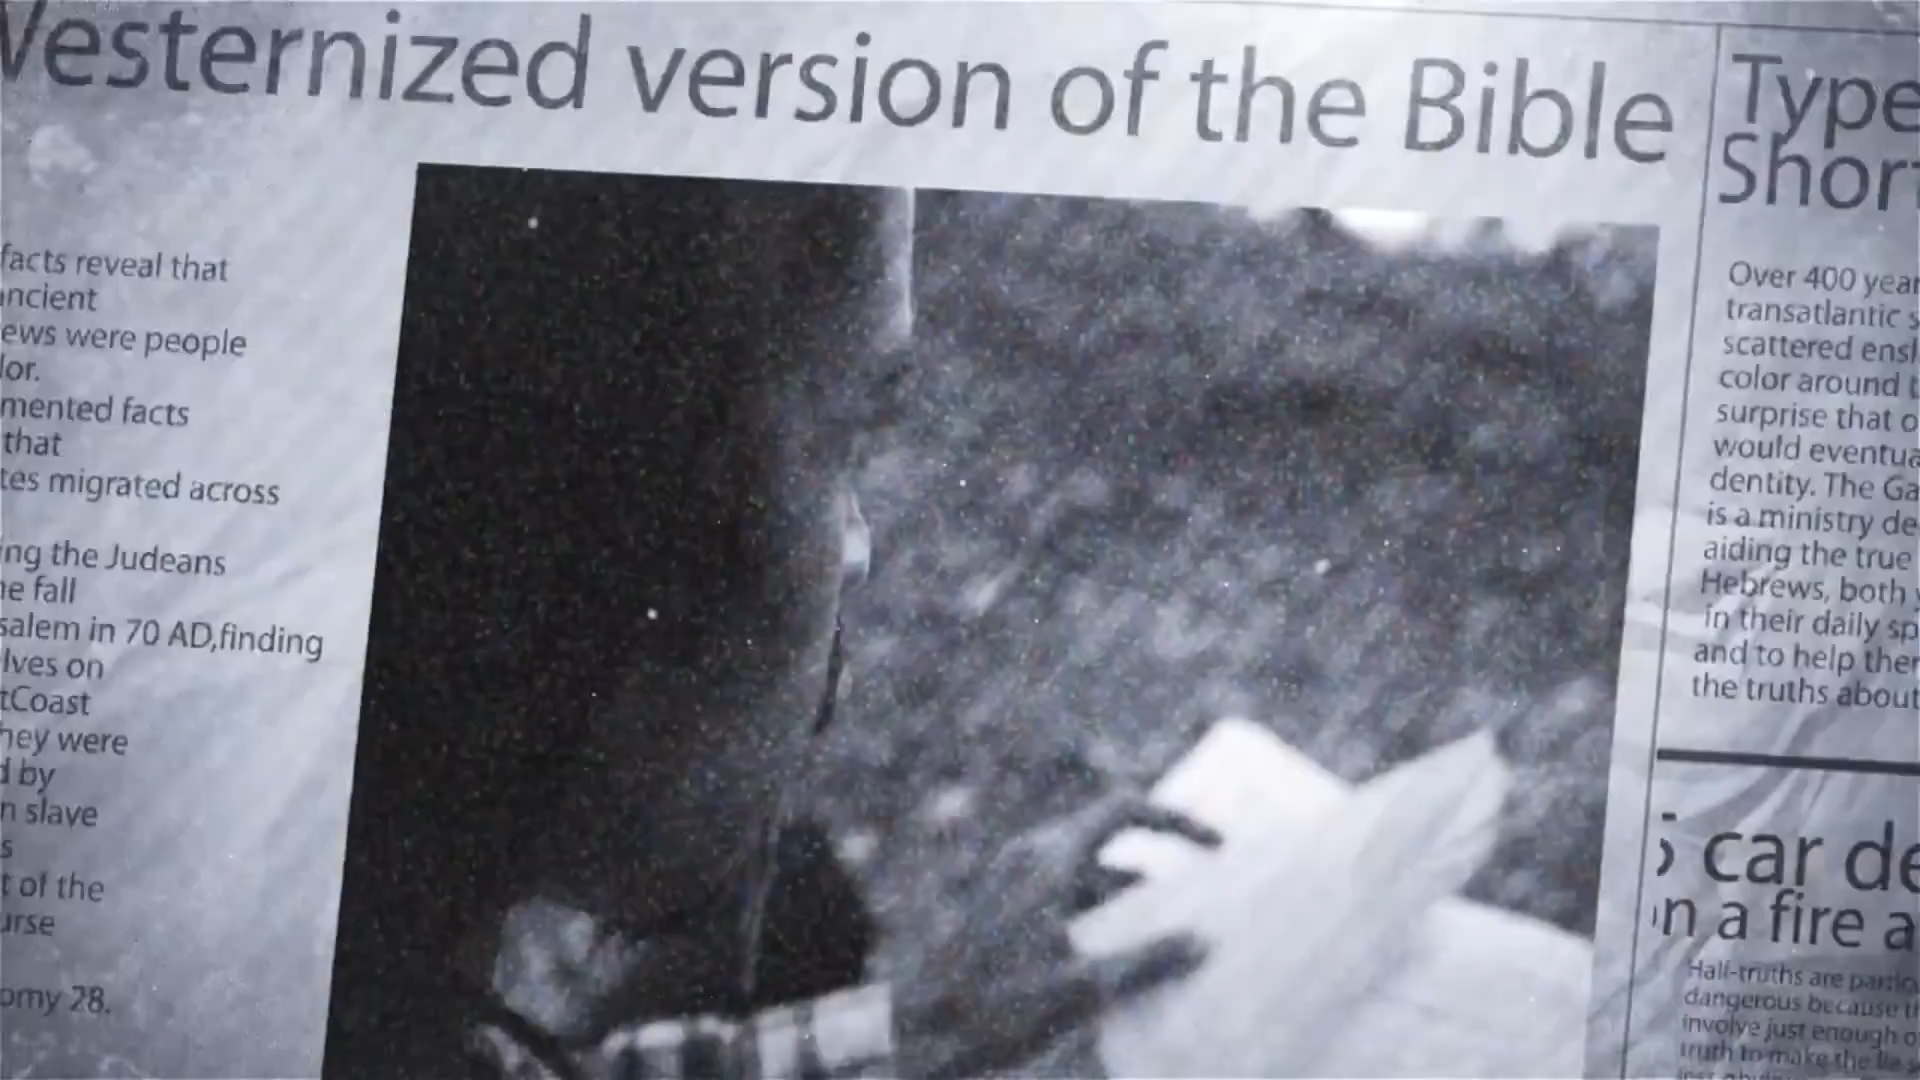 Westernized version of the Bible
facts reveal that
ancient
ews were people
lor.
mented facts
that
tes migrated across
ing the Judeans
he fall
salem in 70 AD,finding
lves on
tCoast
hey were
d by
n slave
s
t of the
urse
omy 28.
Type
Short
Over 400 year
transatlantic s
scattered ensl
color around t
surprise that o
would eventua
dentity. The Ga
is a ministry de
aiding the true
Hebrews, both y
in their daily sp
and to help ther
the truths about
car de
in a fire a
Half-truths are partic
dangerous because th
involve just enough o
truth to make the lie s